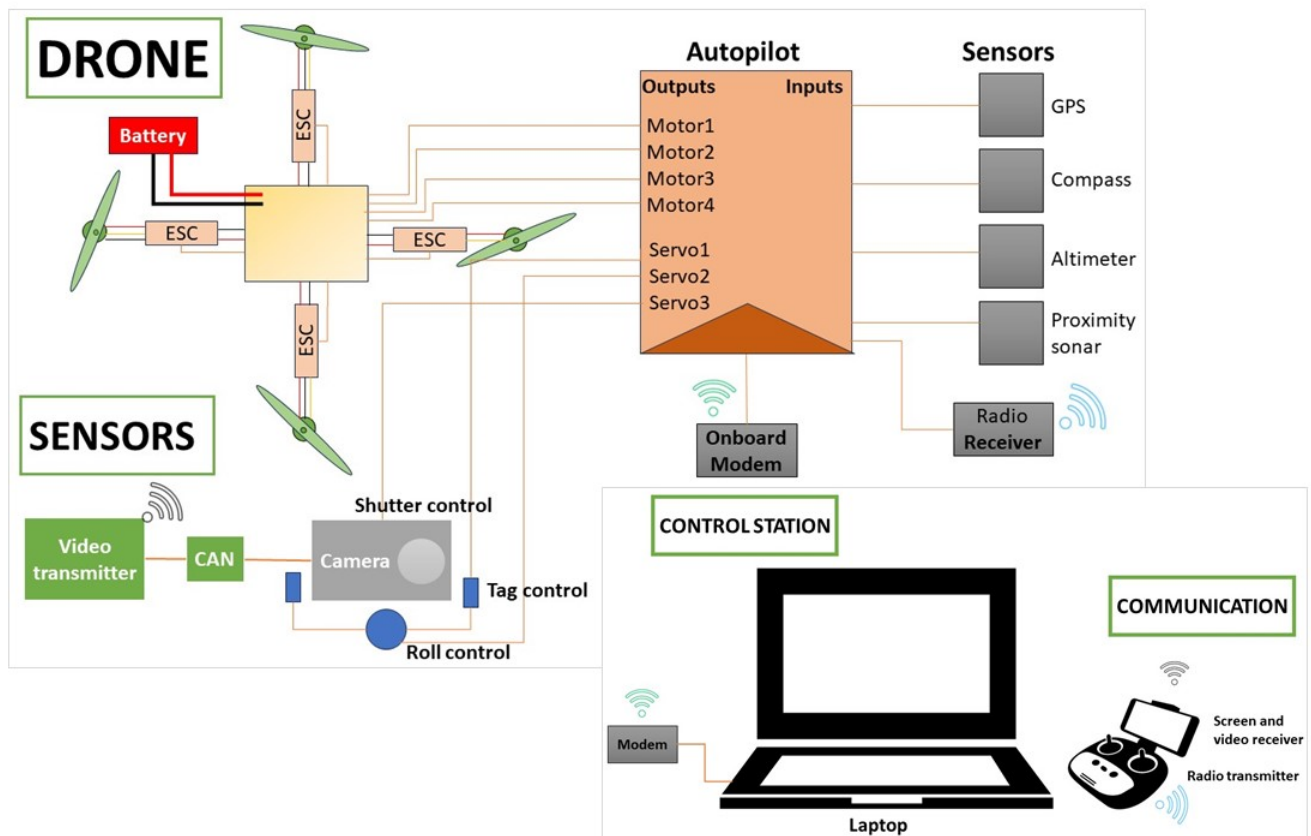 DRONE
Battery
ESC
ESC
ESC
ESC
Autopilot
Outputs
Inputs
Motor1
Motor2
Motor3
Motor4
Servo1
Servo2
Servo3
Sensors
GPS
Compass
Altimeter
Proximity
sonar
Onboard
Modem
Radio
Receiver
SENSORS
Video
transmitter
CAN
Shutter control
Camera
Tag control
Roll control
CONTROL STATION
COMMUNICATION
Modem
Laptop
Screen and
video receiver
Radio transmitter